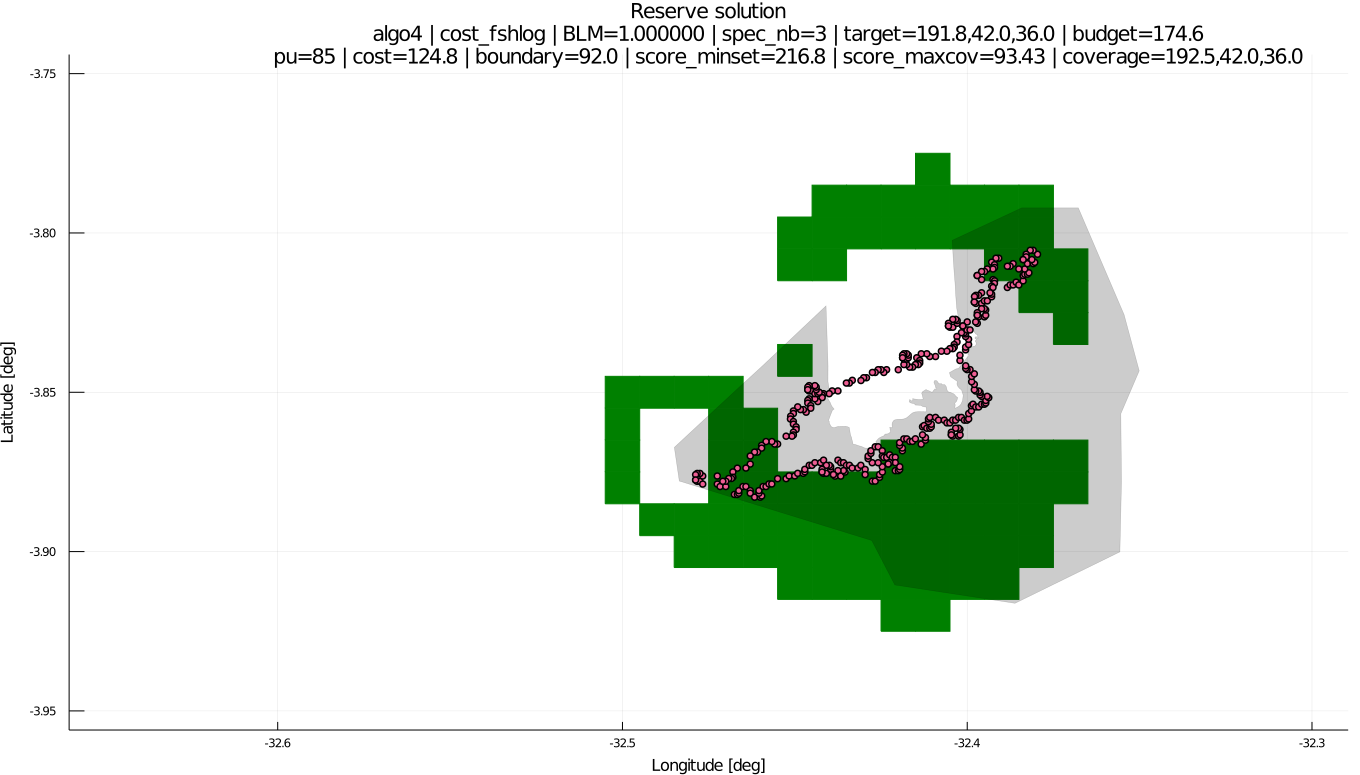 Reserve solution
algo4 | cost_fshlog | BLM=1.000000 | spec_nb=3 | target=191.8,42.0,36.0 | budget=174.6
pu=85 | cost=124.8 | boundary=92.0 | score_minset=216.8 | score_maxcov=93.43 | coverage=192.5,42.0,36.0
-3.75
-3.80
-3.85
-3.90
-3.95
Latitude [deg]
-32.6
-32.5
-32.4
-32.3
Longitude [deg]